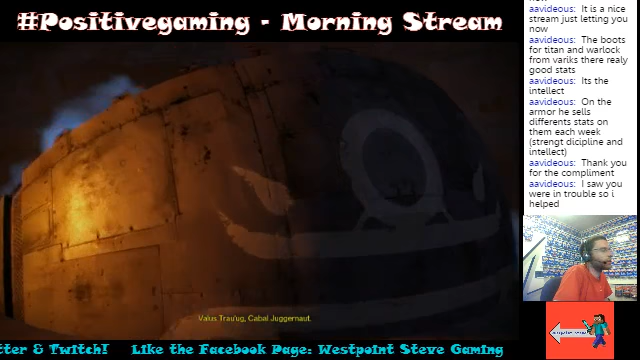 #Positivegaming - Morning Stream
now
aavideous: It is a nice
stream just letting you
now
aavideous: The boots
for titan and warlock
from variks there realy
good stats
aavideous: Its the
intellect
aavideous: On the
armor he sells
differents stats on
them each week
(strengt dicipline and
intellect)
aavideous: Thank you
for the compliment
aavideous: I saw you
were in trouble so i
helped
Valus Trau'ug, Cabal Juggernaut.
tter & Twitch! Like the Facebook Page: Westpoint Steve Gaming